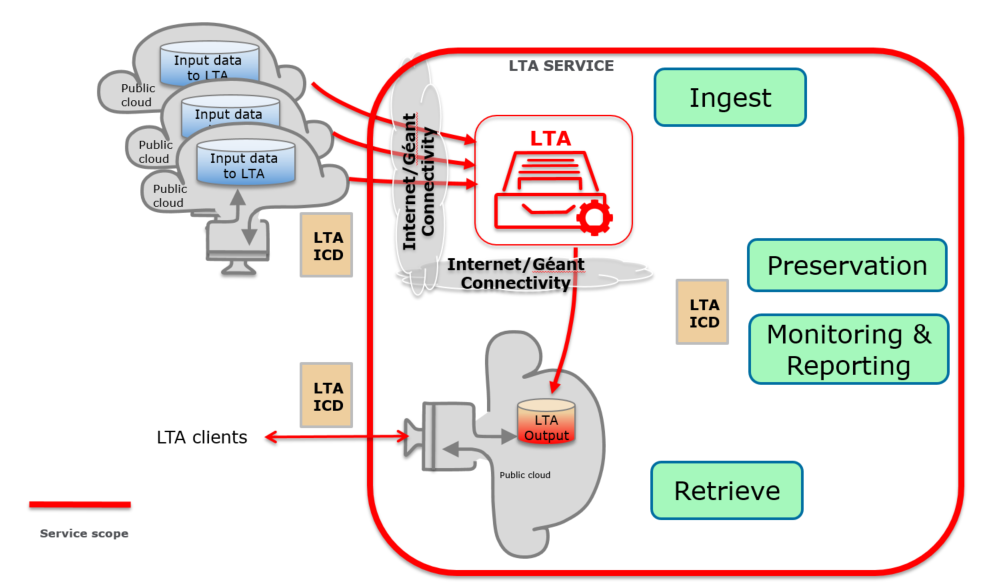 LTA SERVICE
Input data
to LTA
Public
cloud
Input data
Public
cloud
Input data
to LTA
Public
cloud
Internet/Géant
Connectivity
LTA
Ingest
LTA
ICD
Internet/Géant
Connectivity
Preservation
LTA
ICD
Monitoring &
Reporting
LTA
ICD
LTA clients
LTA
Output
Public cloud
Retrieve
Service scope